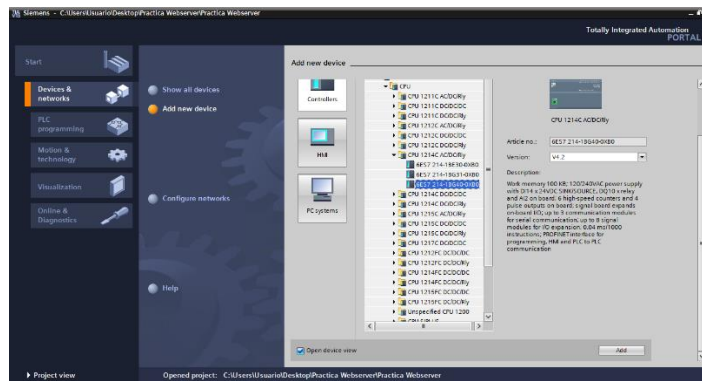 Siemens - C:\Users\Usuario\Desktop\Practica Webserver\Practica Webserver
Totally Integrated Automation
PORTAL
Start
Devices &
networks
PLC
programming
Motion &
technology
Visualization
Online &
Diagnostics
Show all devices
Add new device
Configure networks
Help
Add new device
Controllers
HMI
PC systems
CPU
CPU 1211C AC/DC/Rly
CPU 1211C DC/DC/DC
CPU 1211C DC/DC/Rly
CPU 1212C AC/DC/Rly
CPU 1212C DC/DC/DC
CPU 1212C DC/DC/Rly
CPU 1214C AC/DC/Rly
6ES7 214-1BE30-0XB0
6ES7 214-1BG31-0XB0
6ES7 214-1BG40-0XB0
CPU 1214C DC/DC/DC
CPU 1214C DC/DC/Rly
CPU 1215C AC/DC/Rly
CPU 1215C DC/DC/DC
CPU 1215C DC/DC/Rly
CPU 1217C DC/DC/DC
CPU 1212FC DC/DC/DC
CPU 1212FC DC/DC/Rly
CPU 1214FC DC/DC/DC
CPU 1214FC DC/DC/Rly
CPU 1215FC DC/DC/DC
CPU 1215FC DC/DC/Rly
Unspecified CPU 1200
CPU SIPLUS
CPU 1214C AC/DC/Rly
Article no.: 6ES7 214-1BG40-0XB0
Version: V4.2
Description:
Work memory 100 KB; 120/240VAC power supply
with DI14 x 24VDC SINK/SOURCE, DQ10 x relay
and AI2 on board; 6 high-speed counters and 4
pulse outputs on board; signal board expands
on-board I/O; up to 3 communication modules
for serial communication; up to 8 signal
modules for I/O expansion; 0.04 ms/1000
instructions; PROFINET interface for
programming, HMI and PLC to PLC
communication
Open device view
Add
Project view
Opened project: C:\Users\Usuario\Desktop\Practica Webserver\Practica Webserver